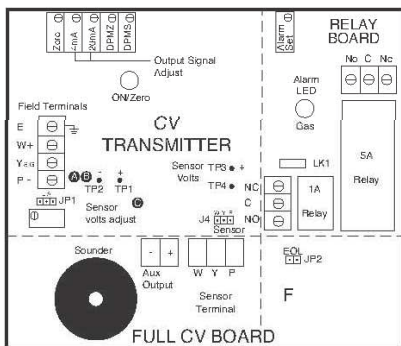 Zero
4mA
20mA
DPMZ
DPMS
Output Signal
Adjust
ON/Zero
Alarm
Set
RELAY
BOARD
No C Nc
Alarm
LED
Gas
Field Terminals
E
W+
P -
CV
TRANSMITTER
A B
- +
TP2 TP1
Sensor
Volts
TP3 +
TP4
LK1
5A
Relay
JP1
Sensor
volts adjust
C
J4
W Y P
Sensor
NC
C
NO
1A
Relay
Sounder
- +
Aux
Output
W Y P
Sensor
Terminal
EOL
JP2
F
FULL CV BOARD